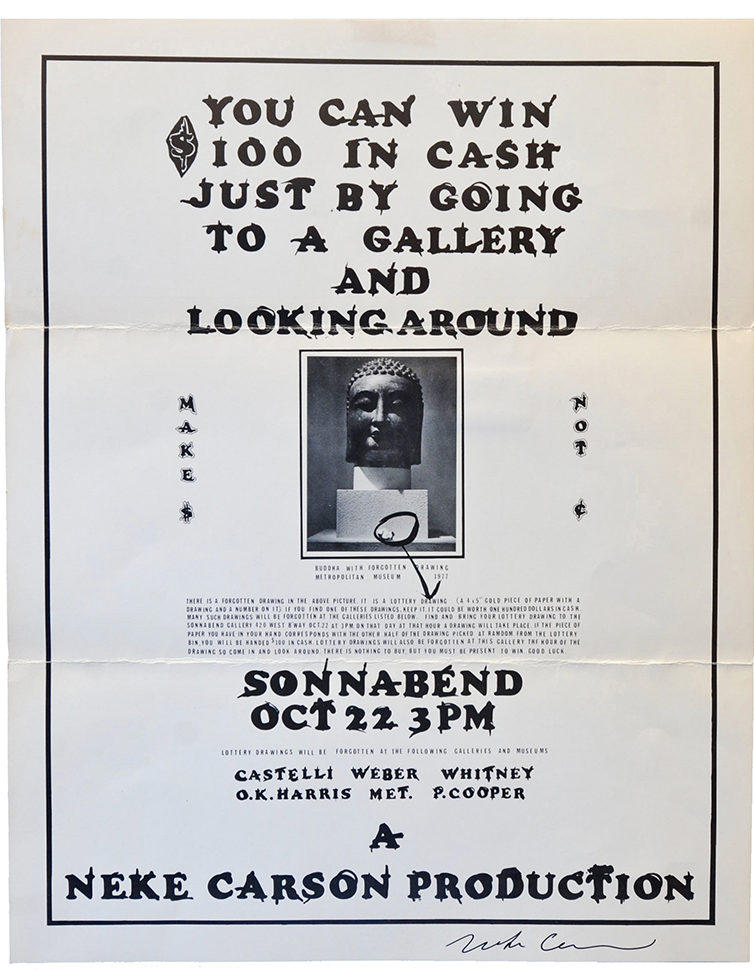 YOU CAN WIN
$100 IN CASH
JUST BY GOING
TO A GALLERY
AND
LOOKING AROUND
MAKE $
NOT ¢
BUDDHA WITH FORGOTTEN DRAWING
METROPOLITAN MUSEUM 1977
THERE IS A FORGOTTEN DRAWING IN THE ABOVE PICTURE. IT IS A LOTTERY DRAWING. (A 4 x 5" GOLD PIECE OF PAPER WITH A
DRAWING AND A NUMBER ON IT) IF YOU FIND ONE OF THESE DRAWINGS, KEEP IT. IT COULD BE WORTH ONE HUNDRED DOLLARS IN CASH.
MANY SUCH DRAWINGS WILL BE FORGOTTEN AT THE GALLERIES LISTED BELOW. FIND AND BRING YOUR LOTTERY DRAWING TO THE
SONNABEND GALLERY 420 WEST B'WAY OCT. 22 AT 3PM. ON THAT DAY AT THAT HOUR A DRAWING WILL TAKE PLACE. IF THE PIECE OF
PAPER YOU HAVE IN YOUR HAND CORRESPONDS WITH THE OTHER HALF OF THE DRAWING PICKED AT RAMDOM FROM THE LOTTERY
BIN, YOU WILL BE HANDED $100 IN CASH. LOTTERY DRAWINGS WILL ALSO BE FORGOTTEN AT THIS GALLERY THE HOUR OF THE
DRAWING SO COME IN AND LOOK AROUND. THERE IS NOTHING TO BUY, BUT YOU MUST BE PRESENT TO WIN. GOOD LUCK.
SONNABEND
OCT 22 3PM
LOTTERY DRAWINGS WILL BE FORGOTTEN AT THE FOLLOWING GALLERIES AND MUSEUMS
CASTELLI WEBER WHITNEY
O.K. HARRIS MET. P. COOPER
A
NEKE CARSON PRODUCTION